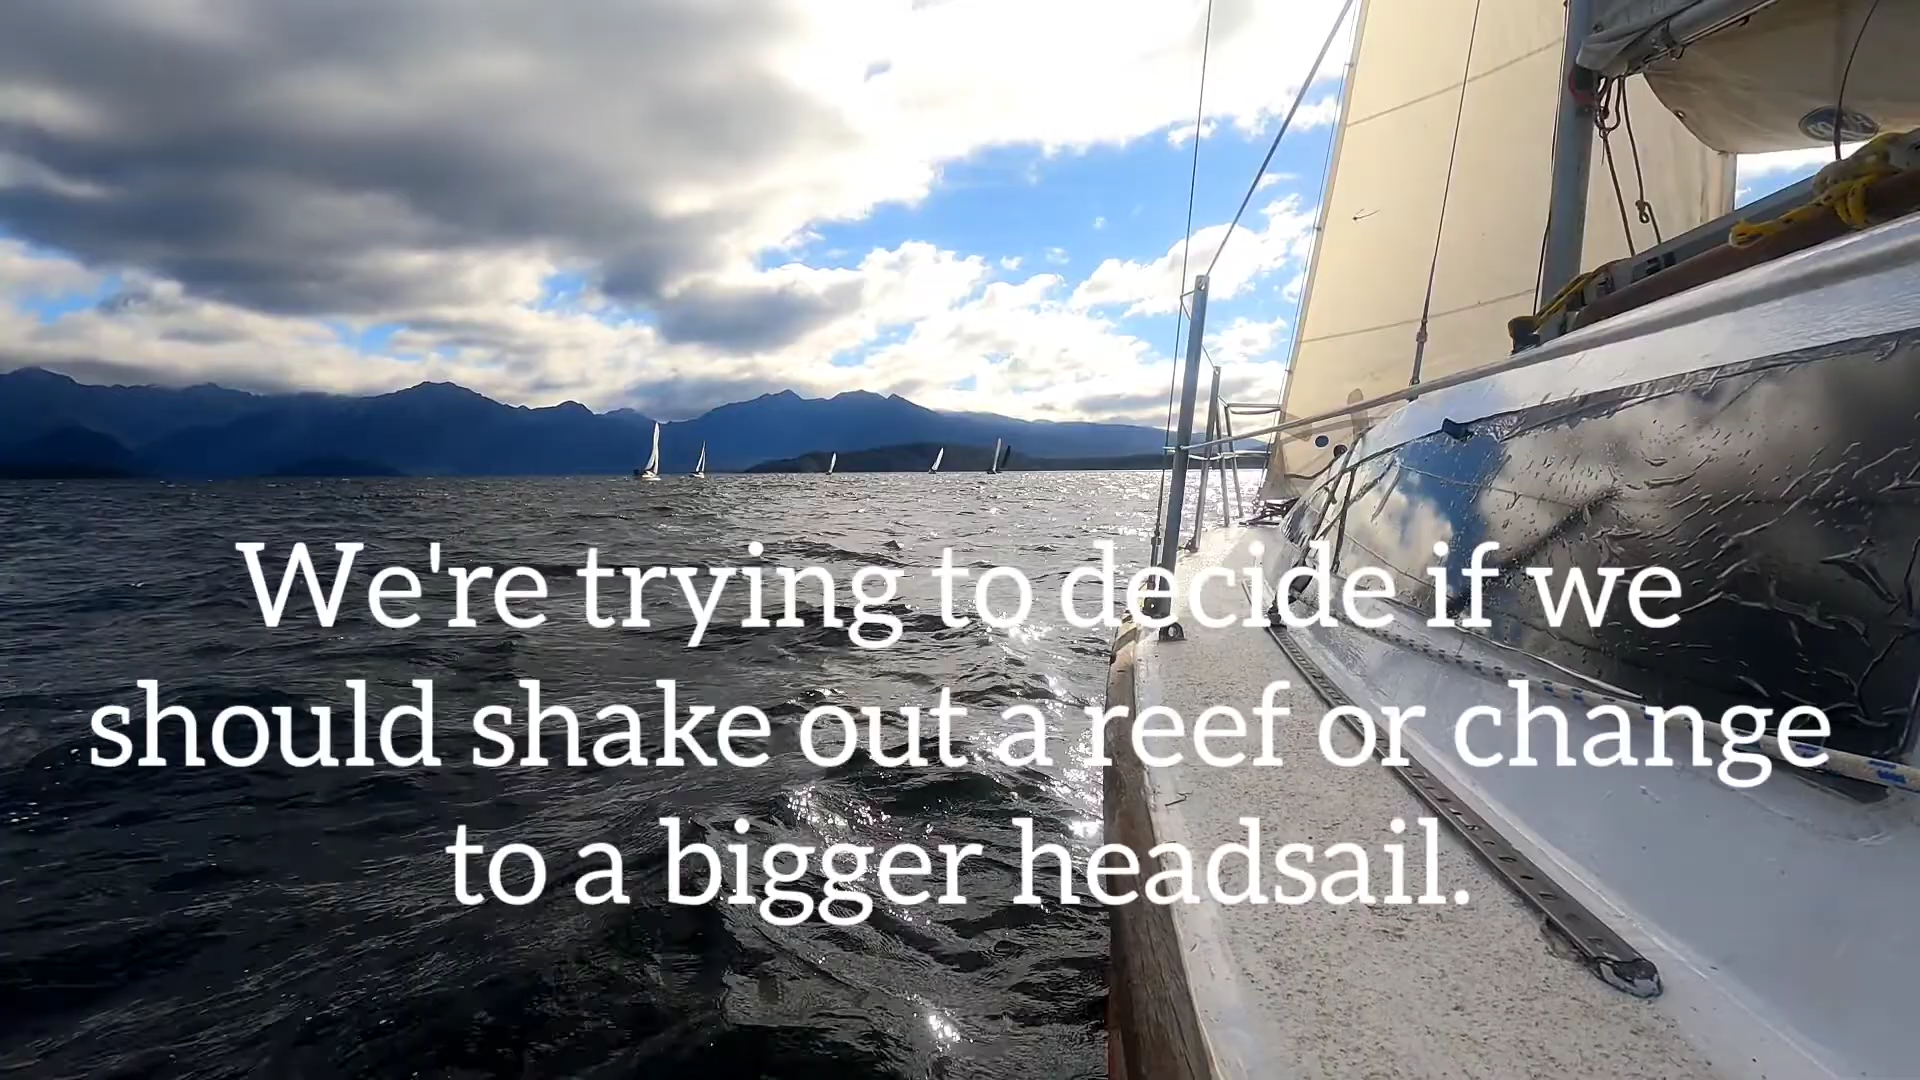 We're trying to decide if we
should shake out a reef or change
to a bigger headsail.